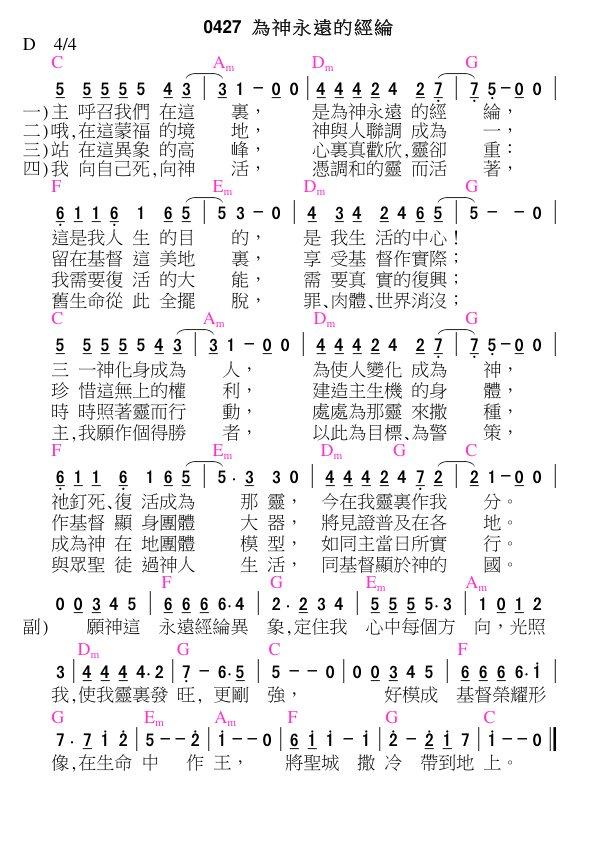 0427 為神永遠的經綸
D 4/4
C Am Dm G
5 5 5 5 5 4 3 | 3 1 - 0 0 | 4 4 4 2 4 2 7 | 7 5 - 0 0 |
一)主 呼召我們 在這 裏， 是為神永遠 的經 綸，
二)哦,在這蒙福 的境 地， 神與人聯調 成為 一，
三)站 在這異象 的高 峰， 心裏真歡欣,靈卻 重：
四)我 向自己死,向神 活， 憑調和的靈 而活 著，
F Em Dm G
6 1 1 6 1 6 5 | 5 3 - 0 | 4 3 4 2 4 6 5 | 5 - - 0 |
這是我人 生 的目 的， 是 我生 活的中心！
留在基督 這 美地 裏， 享 受基 督作實際；
我需要復 活 的大 能， 需 要真 實的復興；
舊生命從 此 全擺 脫， 罪、肉體、世界消沒；
C Am Dm G
5 5 5 5 5 4 3 | 3 1 - 0 0 | 4 4 4 2 4 2 7 | 7 5 - 0 0 |
三 一神化身成為 人， 為使人變化 成為 神，
珍 惜這無上的權 利， 建造主生機 的身 體，
時 時照著靈而行 動， 處處為那靈 來撒 種，
主,我願作個得勝 者， 以此為目標、為警 策，
F Em Dm G C
6 1 1 6 1 6 5 | 5 . 3 3 0 | 4 4 4 2 4 7 2 | 2 1 - 0 0 |
祂釘死、復 活成為 那 靈， 今在我靈裏作我 分。
作基督 顯 身團體 大 器， 將見證普及在各 地。
成為神 在 地團體 模 型， 如同主當日所實 行。
與眾聖 徒 過神人 生 活， 同基督顯於神的 國。
F G Em Am
0 0 3 4 5 | 6 6 6 6. 4 | 2 . 2 3 4 | 5 5 5 5. 3 | 1 0 1 2
副) 願神這 永遠經綸異 象,定住我 心中每個方 向，光照
Dm G C F
3 | 4 4 4 4. 2 | 7 - 6. 5 | 5 - - 0 | 0 0 3 4 5 | 6 6 6 6. 1 |
我,使我靈裏發 旺, 更剛 強， 好模成 基督榮耀形
G Em Am F G C
7 . 7 1 2 | 5 - - 2 | 1 - - 0 | 6 1 1 - 1 | 2 - 2 1 7 | 1 - - 0 ‖
像,在生命 中 作 王， 將聖城 撒 冷 帶到地 上。